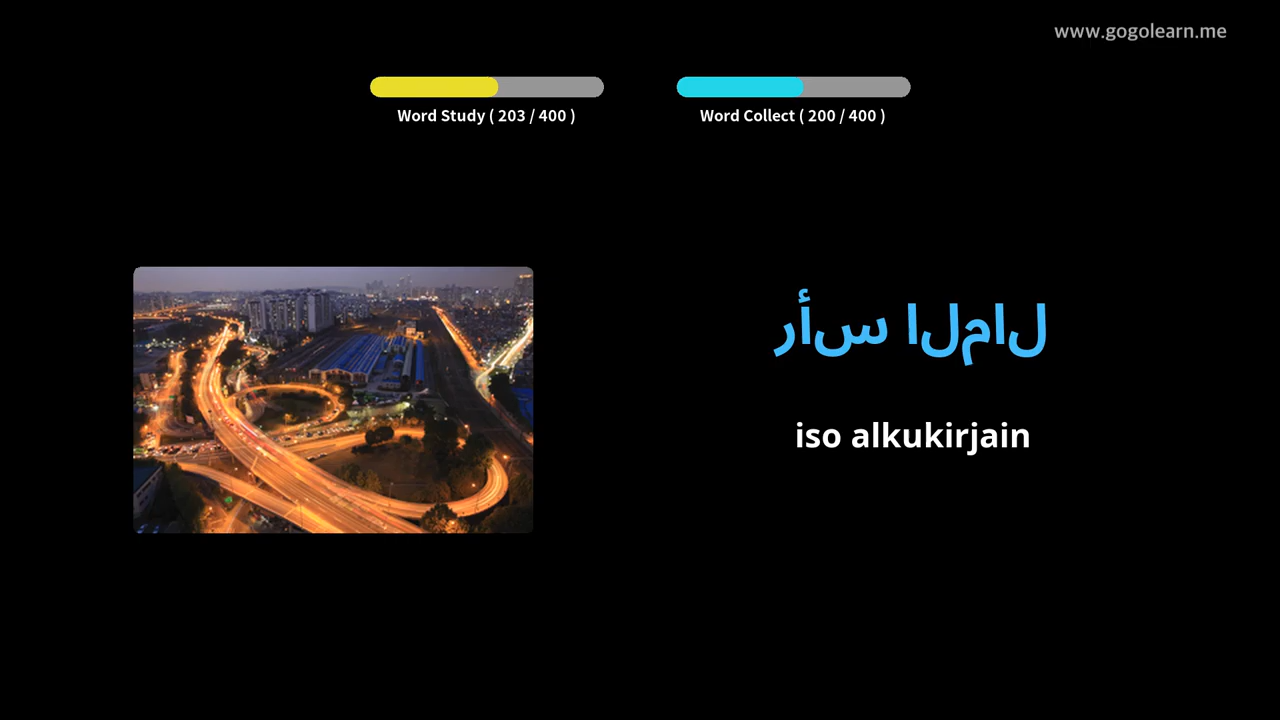 www.gogolearn.me
Word Study ( 203 / 400 )
Word Collect ( 200 / 400 )
رأس المال
iso alkukirjain